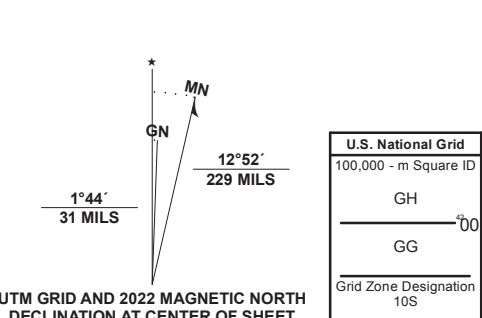 ★
MN
GN
12°52´
229 MILS
1°44´
31 MILS
UTM GRID AND 2022 MAGNETIC NORTH
DECLINATION AT CENTER OF SHEET
U.S. National Grid
100,000 - m Square ID
GH
4200
GG
Grid Zone Designation
10S